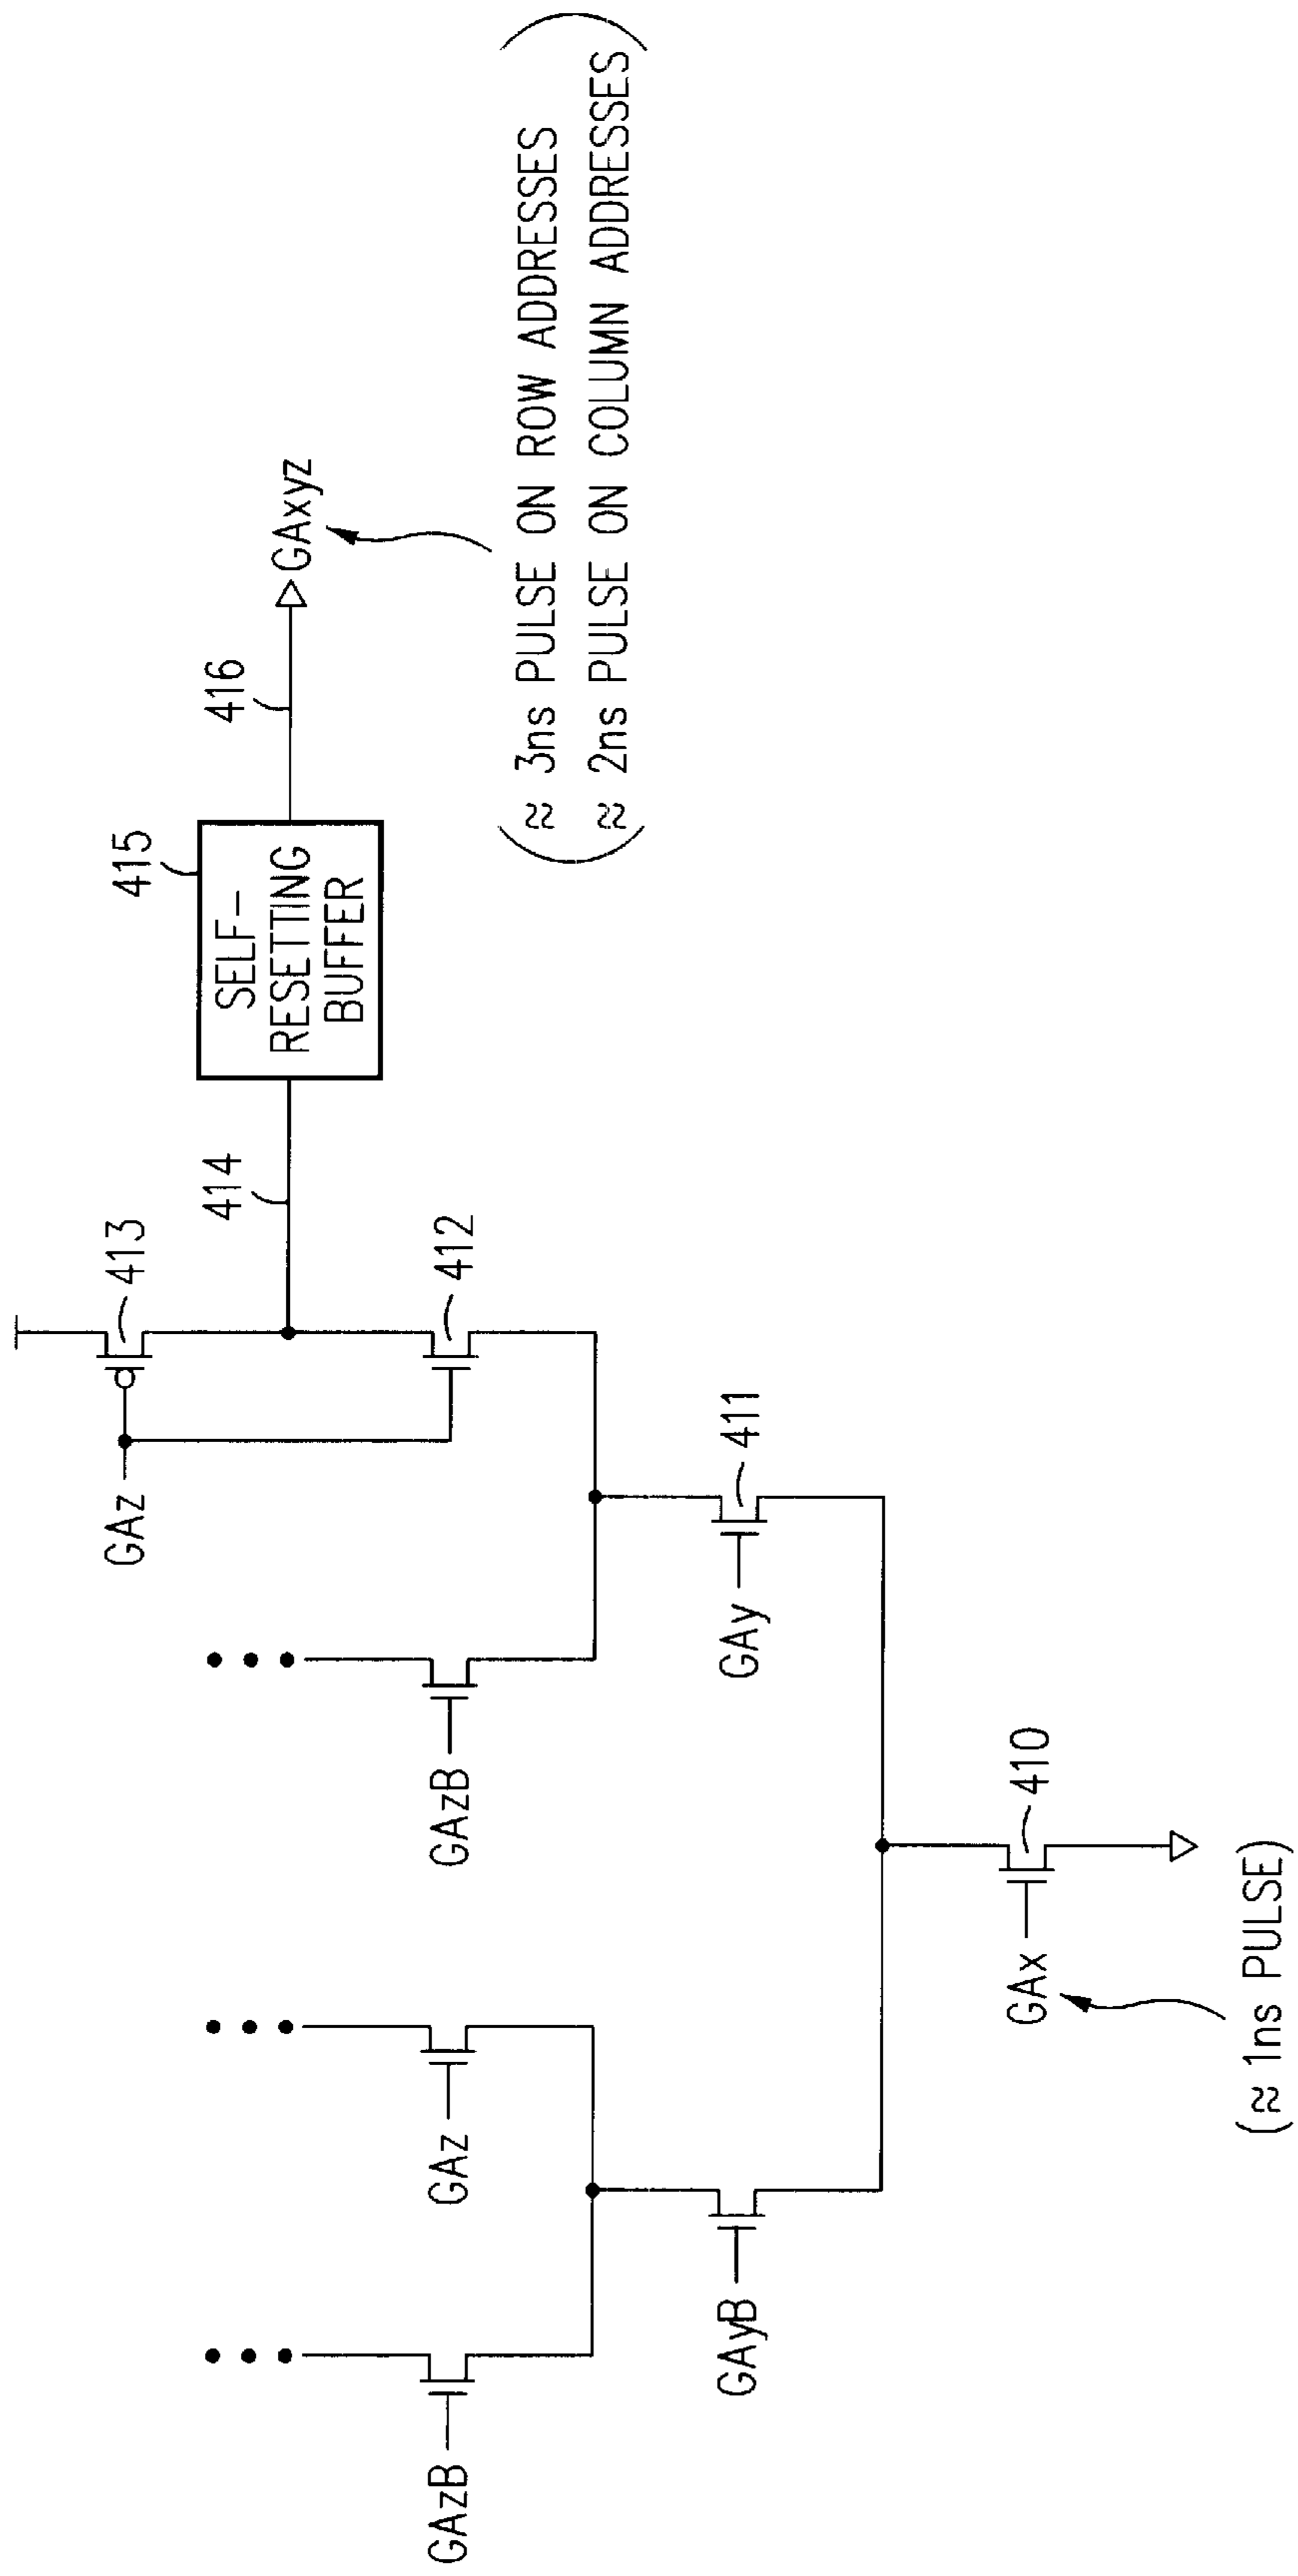 GAz
413
414
415
SELF-
RESETTING
BUFFER
416
GAxyz
412
(≈ 3ns PULSE ON ROW ADDRESSES
≈ 2ns PULSE ON COLUMN ADDRESSES)
GAzB
GAz
GAzB
GAyB
GAy
411
GAx
410
(≈ 1ns PULSE)